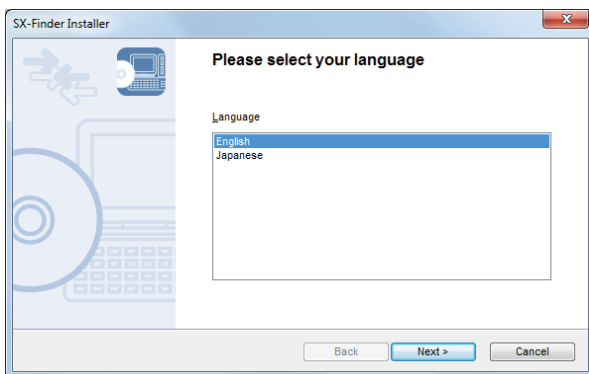 SX-Finder Installer
Please select your language
Language
English
Japanese
Back Next > Cancel